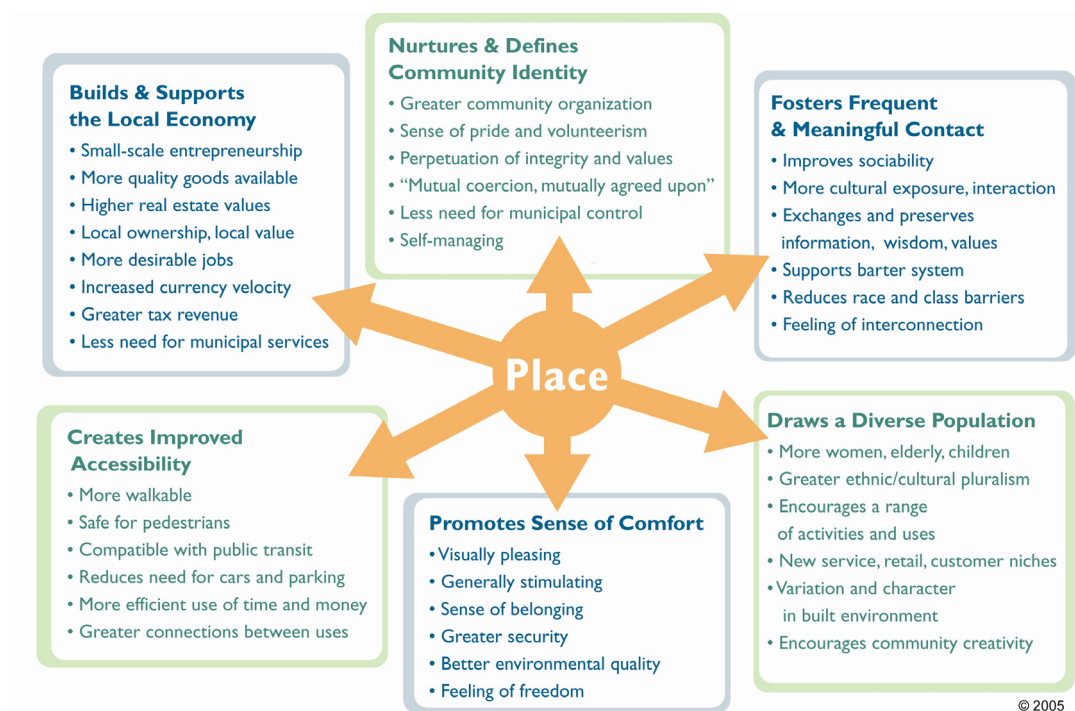 Nurtures & Defines
Community Identity
• Greater community organization
• Sense of pride and volunteerism
• Perpetuation of integrity and values
• “Mutual coercion, mutually agreed upon”
• Less need for municipal control
• Self-managing
Builds & Supports
the Local Economy
• Small-scale entrepreneurship
• More quality goods available
• Higher real estate values
• Local ownership, local value
• More desirable jobs
• Increased currency velocity
• Greater tax revenue
• Less need for municipal services
Fosters Frequent
& Meaningful Contact
• Improves sociability
• More cultural exposure, interaction
• Exchanges and preserves
information, wisdom, values
• Supports barter system
• Reduces race and class barriers
• Feeling of interconnection
Place
Creates Improved
Accessibility
• More walkable
• Safe for pedestrians
• Compatible with public transit
• Reduces need for cars and parking
• More efficient use of time and money
• Greater connections between uses
Promotes Sense of Comfort
• Visually pleasing
• Generally stimulating
• Sense of belonging
• Greater security
• Better environmental quality
• Feeling of freedom
Draws a Diverse Population
• More women, elderly, children
• Greater ethnic/cultural pluralism
• Encourages a range
of activities and uses
• New service, retail, customer niches
• Variation and character
in built environment
• Encourages community creativity
© 2005